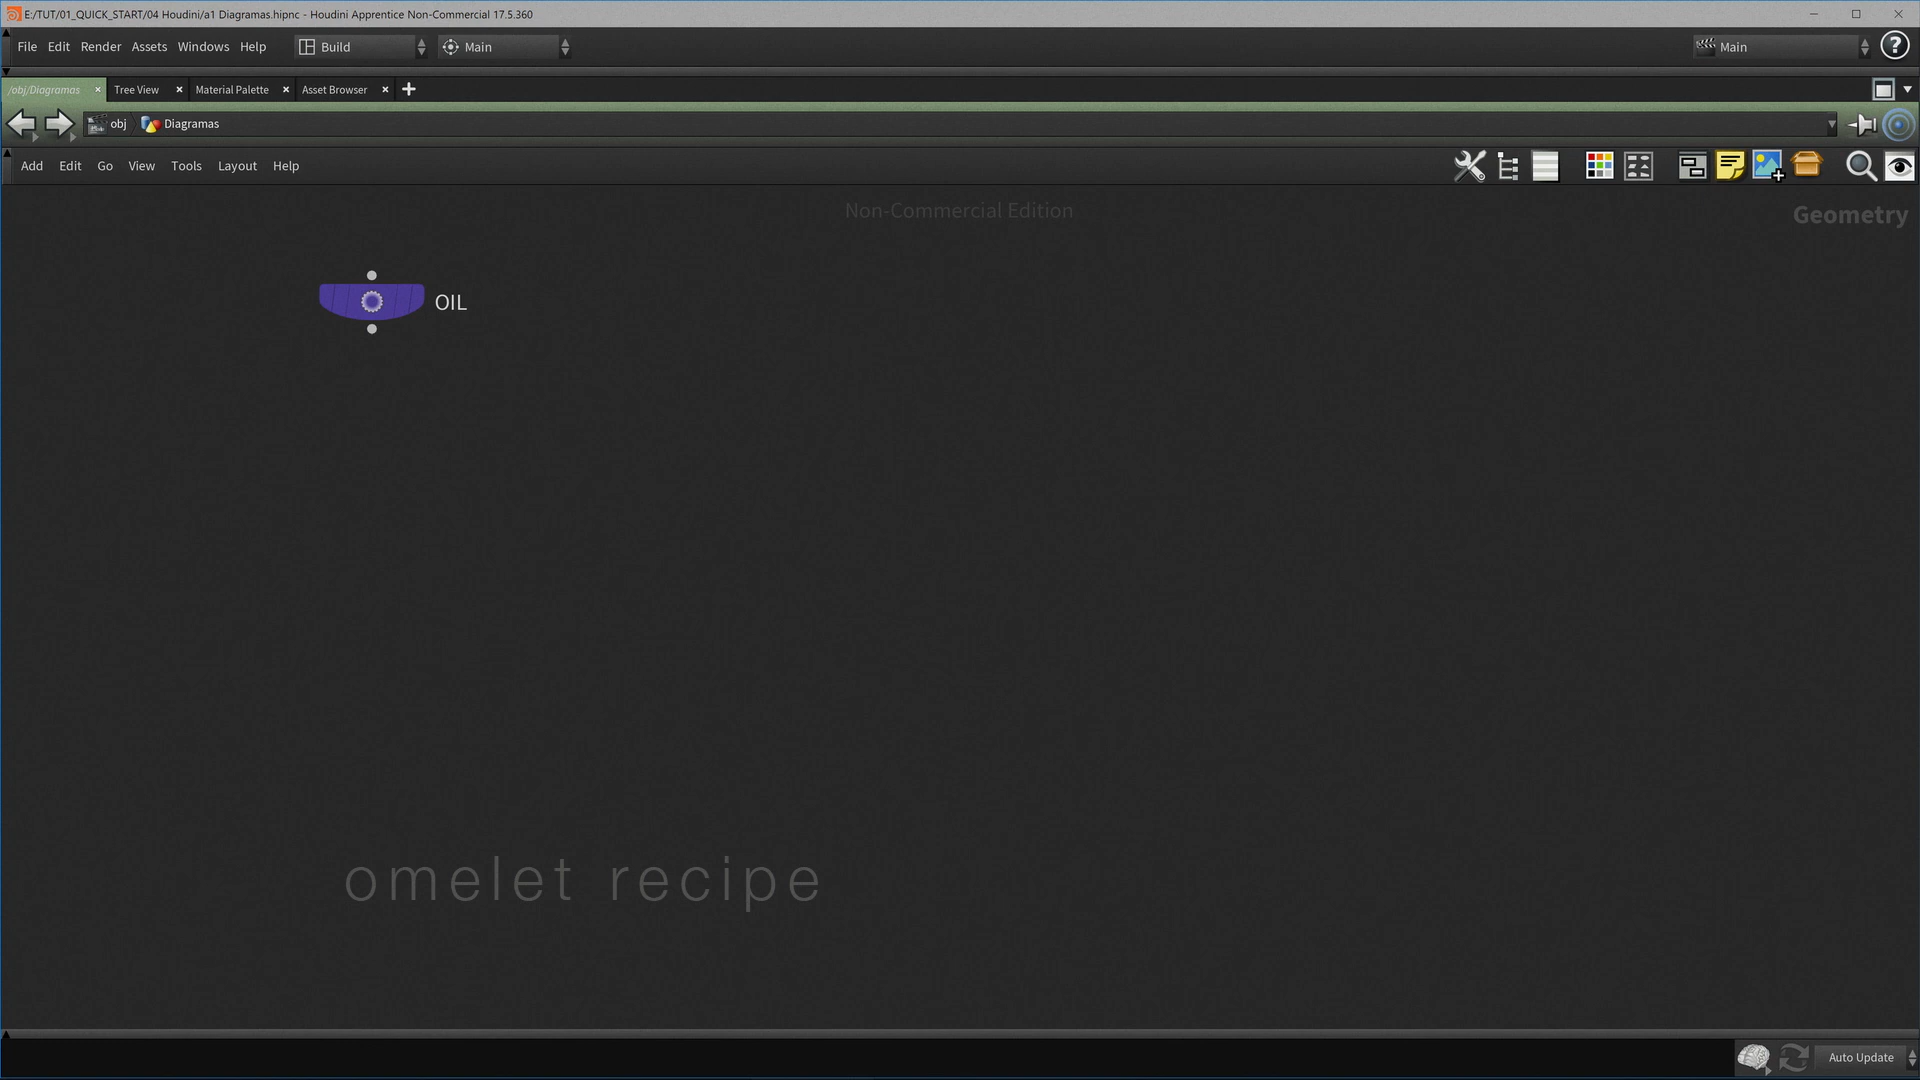 E:/TUT/01_QUICK_START/04 Houdini/a1 Diagramas.hipnc - Houdini Apprentice Non-Commercial 17.5.360
File Edit Render Assets Windows Help Build Main Main
/obj/Diagramas Tree View Material Palette Asset Browser
obj Diagramas
Add Edit Go View Tools Layout Help
Non-Commercial Edition
Geometry
OIL
omelet recipe
Auto Update